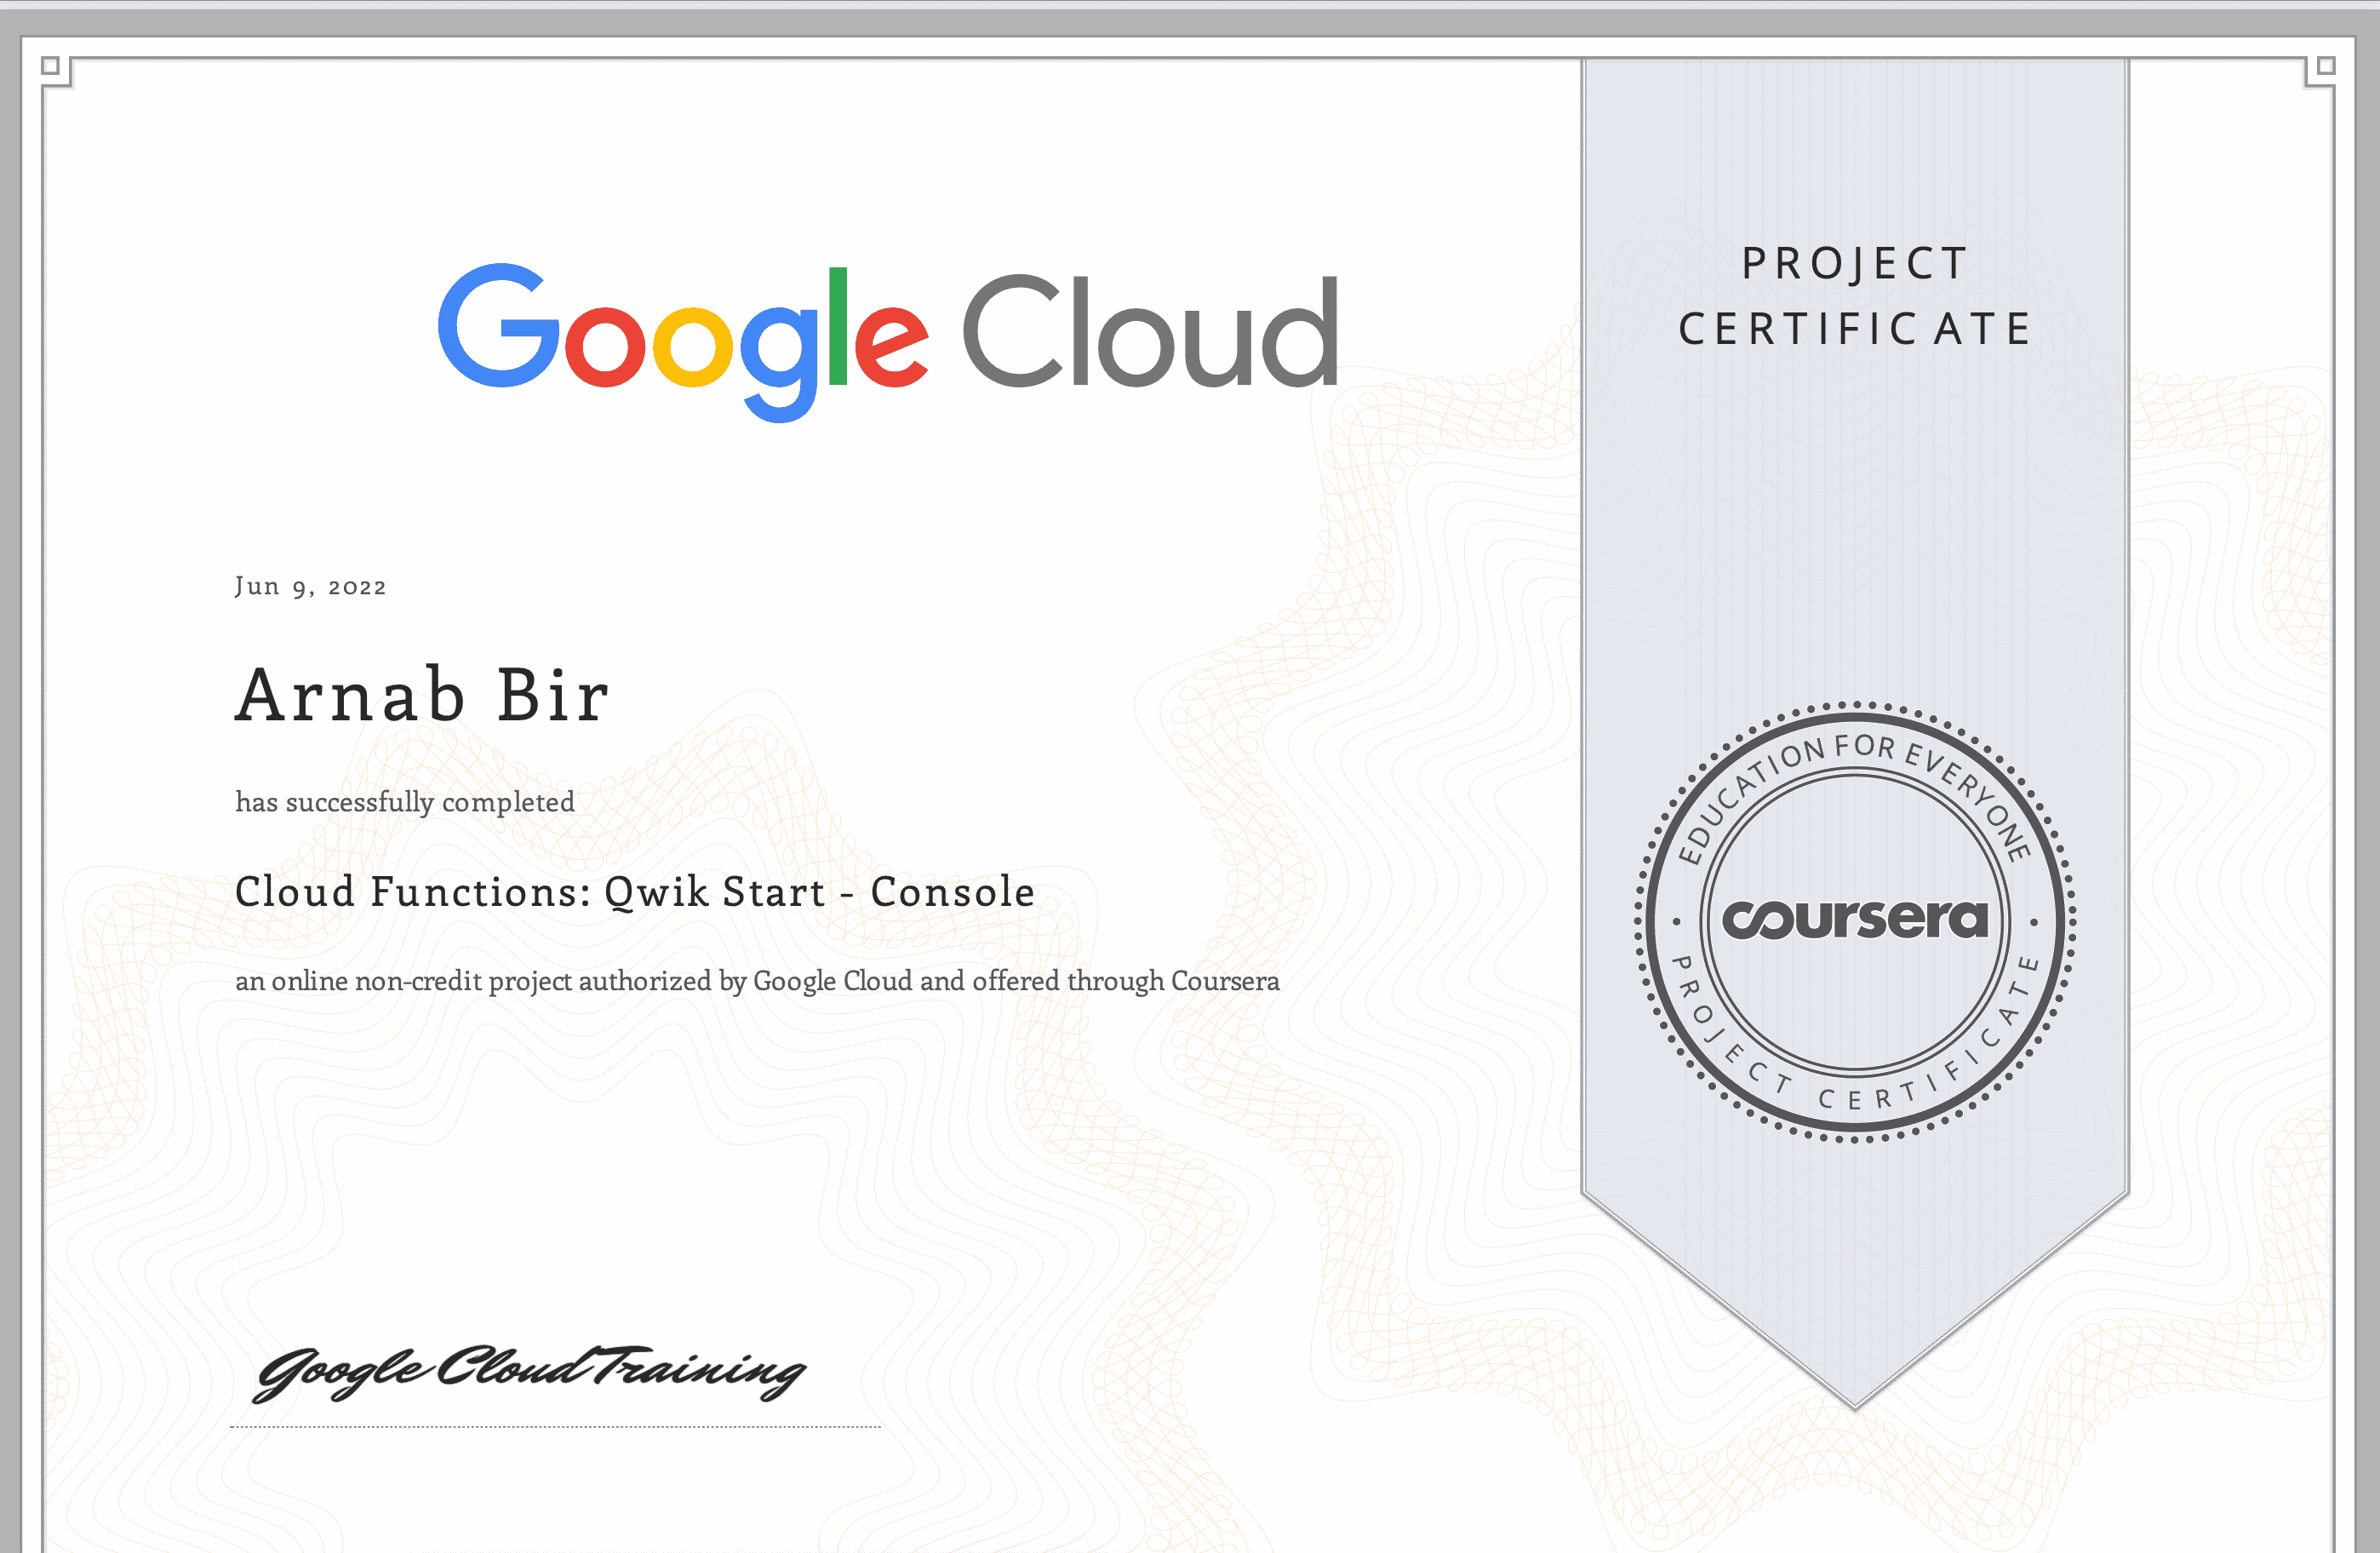 Google Cloud
PROJECT
CERTIFICATE
Jun 9, 2022
Arnab Bir
has successfully completed
Cloud Functions: Qwik Start - Console
an online non-credit project authorized by Google Cloud and offered through Coursera
EDUCATION FOR EVERYONE
coursera
PROJECT CERTIFICATE
Google Cloud Training